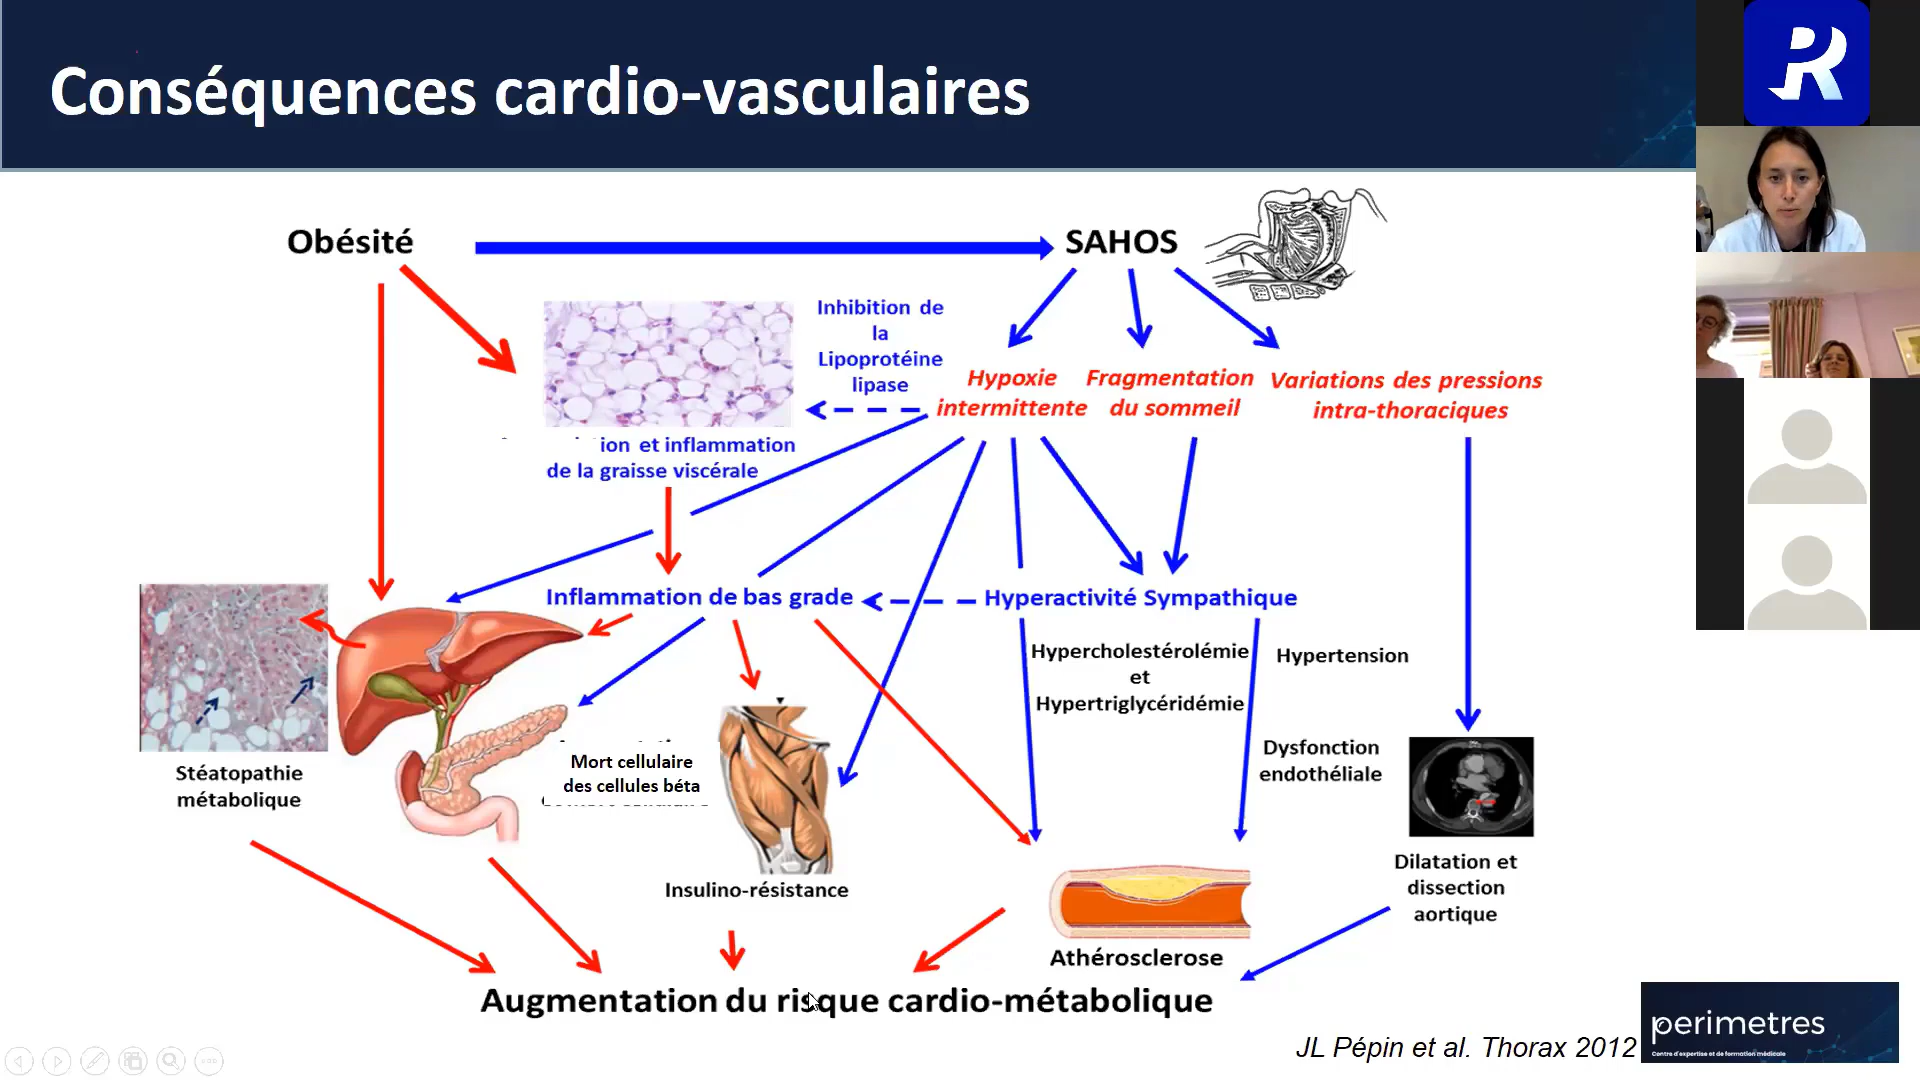 Conséquences cardio-vasculaires
Obésité
SAHOS
Inhibition de
la
Lipoprotéine
lipase
Hypoxie
intermittente
Fragmentation
du sommeil
Variations des pressions
intra-thoraciques
et inflammation
de la graisse viscérale
Inflammation de bas grade
Hyperactivité Sympathique
Hypercholestérolémie
et
Hypertriglycéridémie
Hypertension
Dysfonction
endothéliale
Stéatopathie
métabolique
Mort cellulaire
des cellules béta
Insulino-résistance
Athérosclerose
Dilatation et
dissection
aortique
Augmentation du risque cardio-métabolique
JL Pépin et al. Thorax 2012
perimetres
Centre d'expertise et de formation médicale